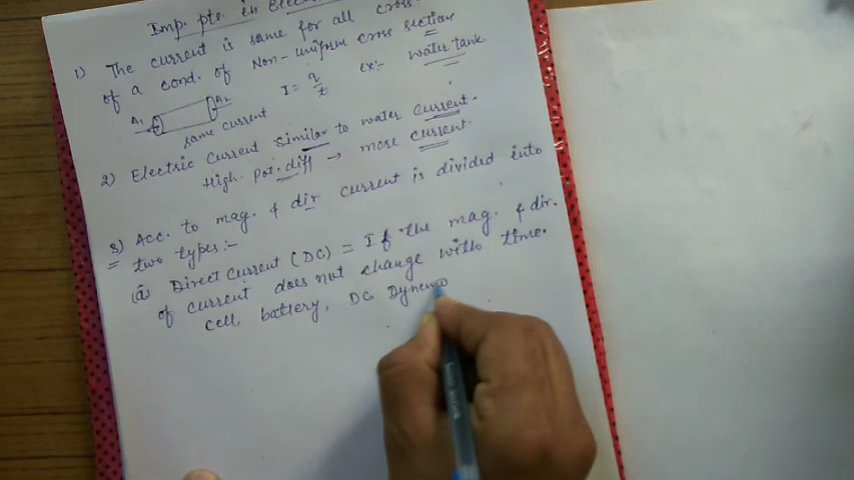 Imp. pts. in Elect
1) The current is same for all cross
of a cond. of Non-uniform cross section
I = q/t ex:- water tank
A1 A2
same current
2) Electric current similar to water current.
High. Pot. diff → more current.
3) Acc. to mag. & dir current is divided into
= two types:-
(a) Direct current (DC) = If the mag. & dir.
of current does not change with time.
cell, battery, DC Dynemo